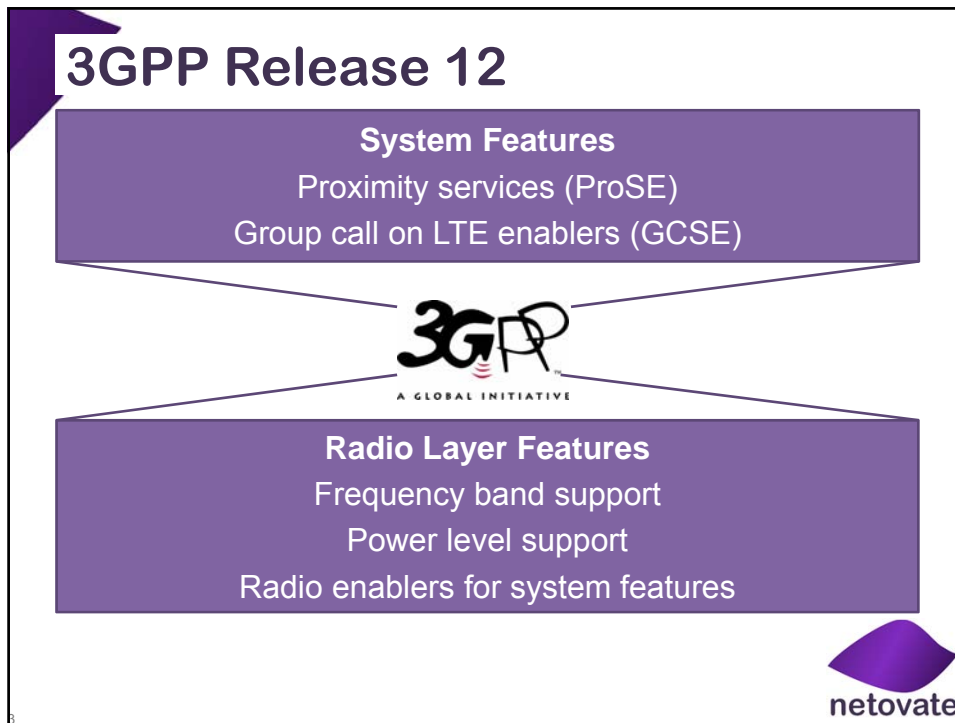 3GPP Release 12
System Features
Proximity services (ProSE)
Group call on LTE enablers (GCSE)
3GPP
TM
A GLOBAL INITIATIVE
Radio Layer Features
Frequency band support
Power level support
Radio enablers for system features
netovate